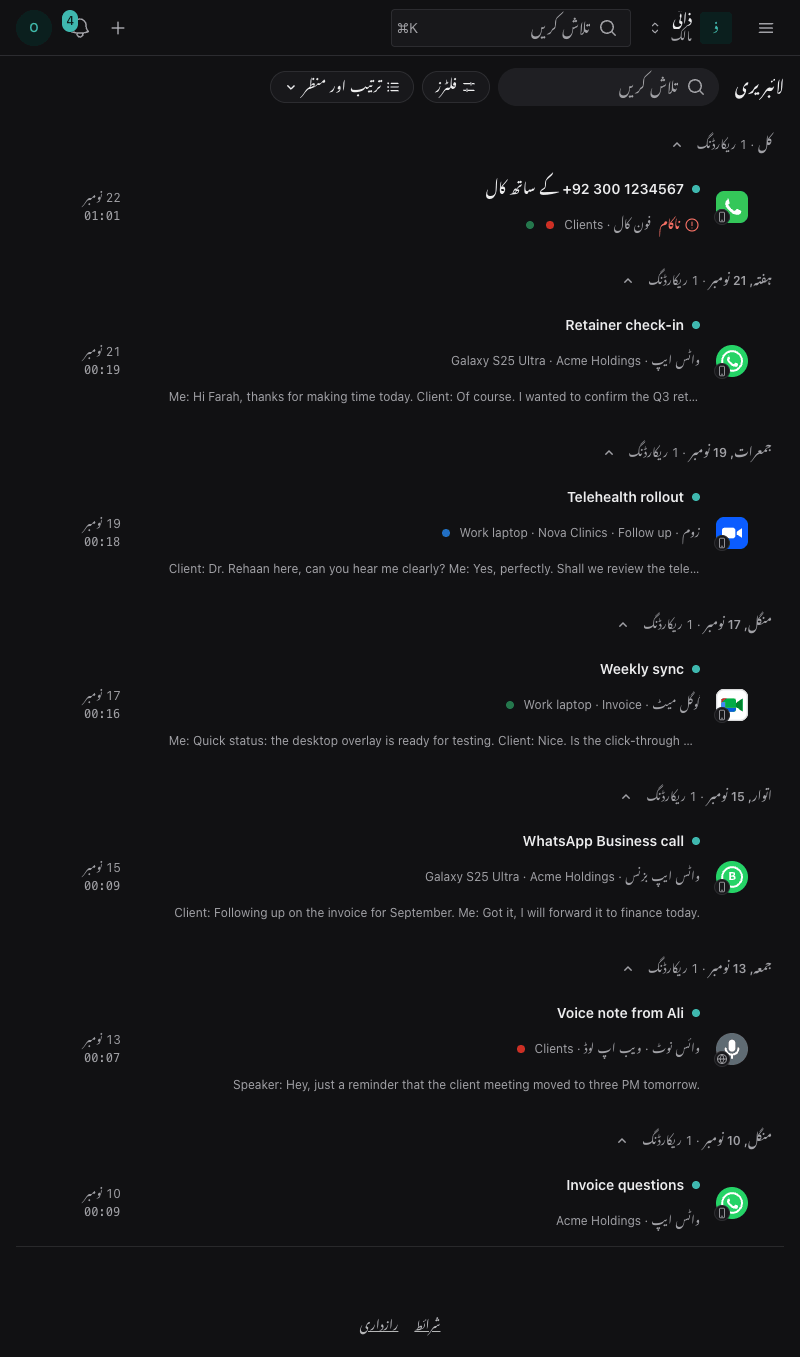 ذ
ذاتی
مالک
تلاش کریں
⌘K
4
O
لائبریری
تلاش کریں
فلٹرز
ترتیب اور منظر
کل · 1 ریکارڈنگ
+92 300 1234567 کے ساتھ کال
ناکام فون کال · Clients
22 نومبر
01:01
ہفتہ, 21 نومبر · 1 ریکارڈنگ
Retainer check-in
واٹس ایپ · Galaxy S25 Ultra · Acme Holdings
Me: Hi Farah, thanks for making time today. Client: Of course. I wanted to confirm the Q3 ret...
21 نومبر
00:19
جمعرات, 19 نومبر · 1 ریکارڈنگ
Telehealth rollout
زوم · Work laptop · Nova Clinics · Follow up
Client: Dr. Rehaan here, can you hear me clearly? Me: Yes, perfectly. Shall we review the tele...
19 نومبر
00:18
منگل, 17 نومبر · 1 ریکارڈنگ
Weekly sync
گوگل میٹ · Work laptop · Invoice
Me: Quick status: the desktop overlay is ready for testing. Client: Nice. Is the click-through ...
17 نومبر
00:16
اتوار, 15 نومبر · 1 ریکارڈنگ
WhatsApp Business call
واٹس ایپ بزنس · Galaxy S25 Ultra · Acme Holdings
Client: Following up on the invoice for September. Me: Got it, I will forward it to finance today.
15 نومبر
00:09
جمعہ, 13 نومبر · 1 ریکارڈنگ
Voice note from Ali
وائس نوٹ · ویب اپ لوڈ · Clients
Speaker: Hey, just a reminder that the client meeting moved to three PM tomorrow.
13 نومبر
00:07
منگل, 10 نومبر · 1 ریکارڈنگ
Invoice questions
واٹس ایپ · Acme Holdings
10 نومبر
00:09
شرائط رازداری